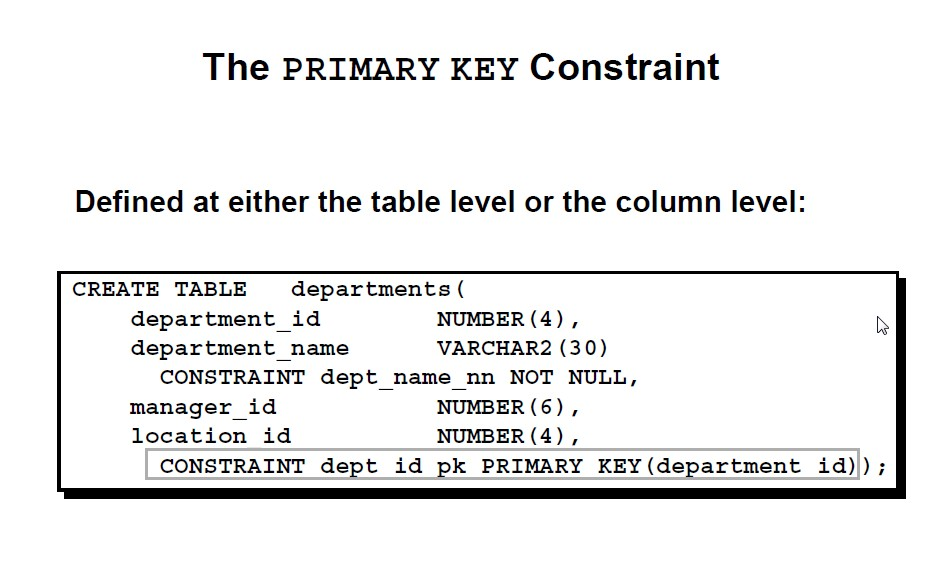 The PRIMARY KEY Constraint
Defined at either the table level or the column level:
CREATE TABLE   departments(
    department_id        NUMBER(4),
    department_name      VARCHAR2(30)
      CONSTRAINT dept_name_nn NOT NULL,
    manager_id           NUMBER(6),
    location_id          NUMBER(4),
      CONSTRAINT dept_id_pk PRIMARY KEY(department_id));